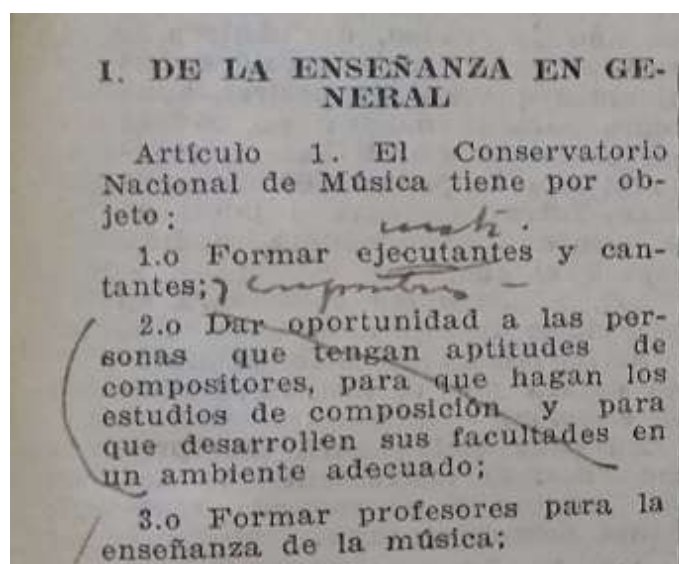 I. DE LA ENSEÑANZA EN GE-
NERAL
Artículo 1. El Conservatorio
Nacional de Música tiene por ob-
jeto:
1.o Formar ejecutantes y can-
tantes; y compositores —
2.o Dar oportunidad a las per-
sonas que tengan aptitudes de
compositores, para que hagan los
estudios de composición y para
que desarrollen sus facultades en
un ambiente adecuado;
3.o Formar profesores para la
enseñanza de la música;